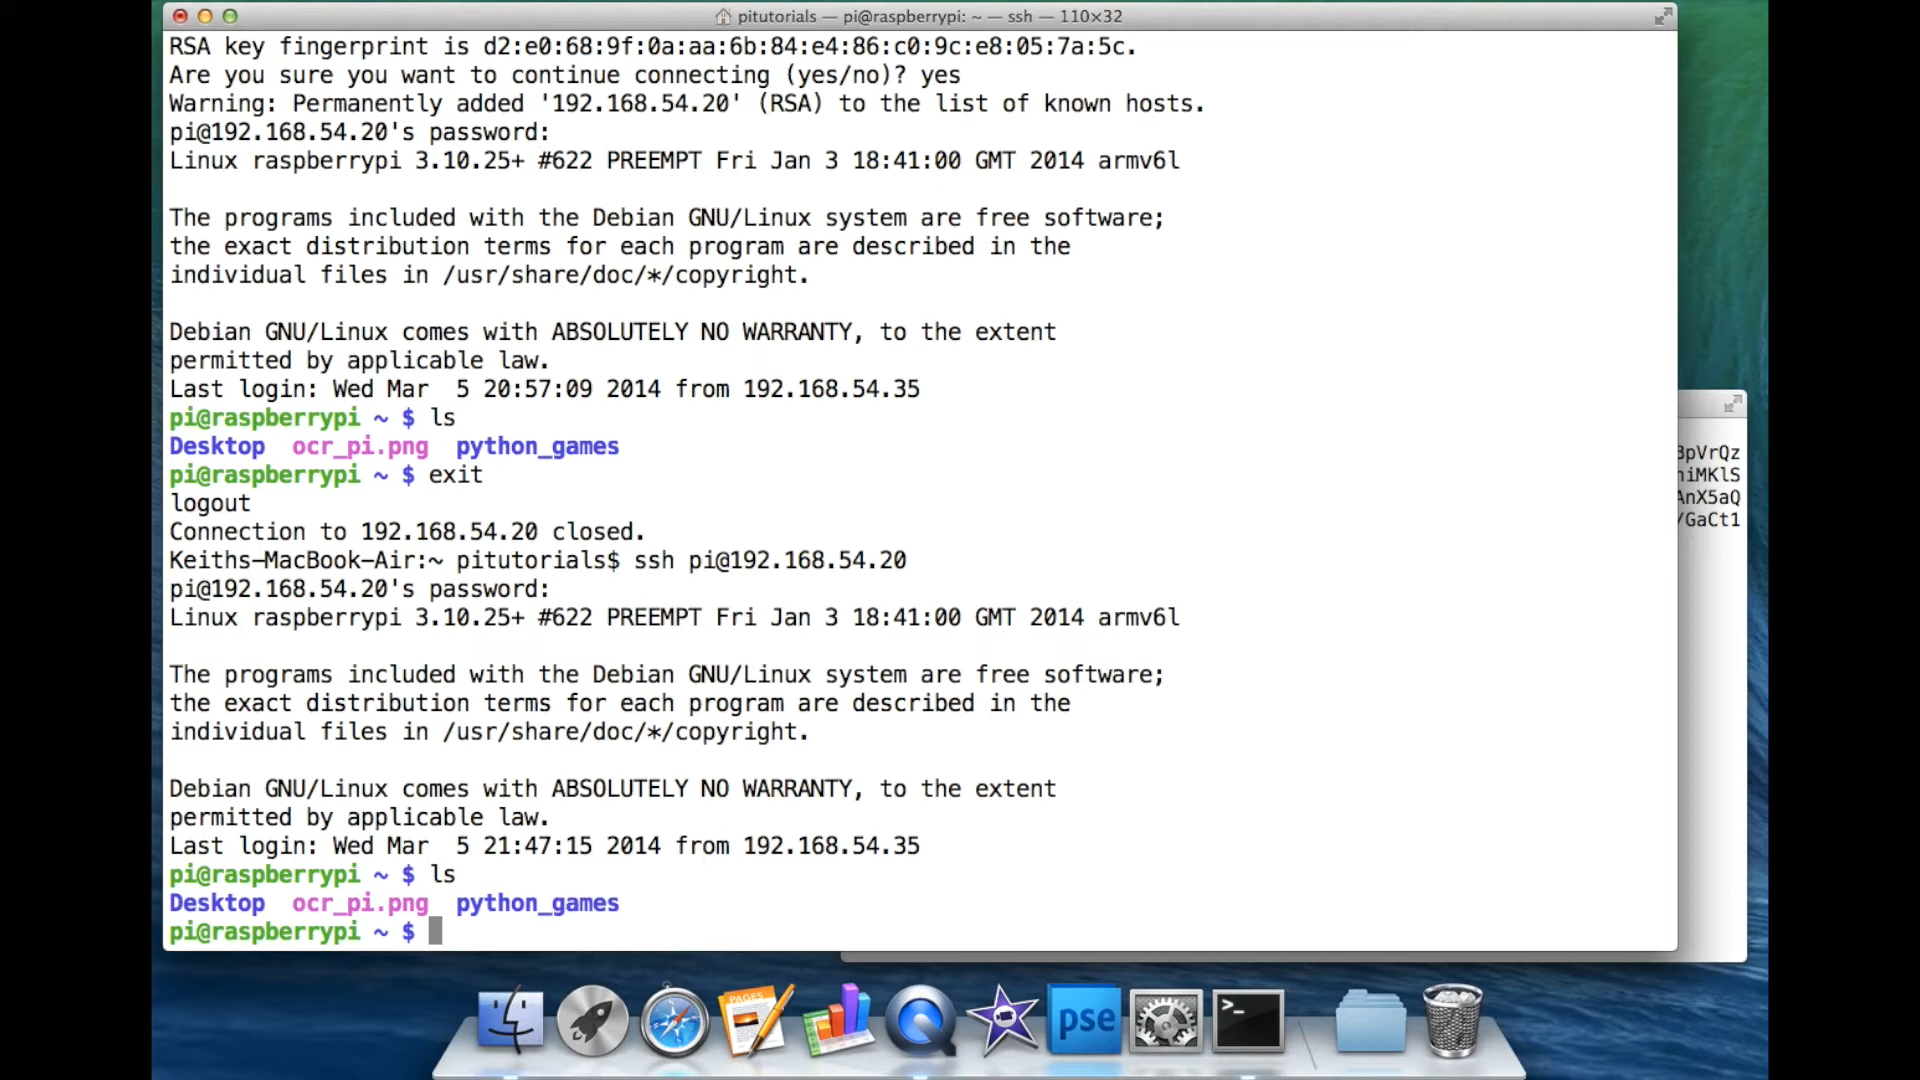 pitutorials — pi@raspberrypi: ~ — ssh — 110×32
RSA key fingerprint is d2:e0:68:9f:0a:aa:6b:84:e4:86:c0:9c:e8:05:7a:5c.
Are you sure you want to continue connecting (yes/no)? yes
Warning: Permanently added '192.168.54.20' (RSA) to the list of known hosts.
pi@192.168.54.20's password:
Linux raspberrypi 3.10.25+ #622 PREEMPT Fri Jan 3 18:41:00 GMT 2014 armv6l
The programs included with the Debian GNU/Linux system are free software;
the exact distribution terms for each program are described in the
individual files in /usr/share/doc/*/copyright.
Debian GNU/Linux comes with ABSOLUTELY NO WARRANTY, to the extent
permitted by applicable law.
Last login: Wed Mar  5 20:57:09 2014 from 192.168.54.35
pi@raspberrypi ~ $ ls
Desktop  ocr_pi.png  python_games
pi@raspberrypi ~ $ exit
logout
Connection to 192.168.54.20 closed.
Keiths-MacBook-Air:~ pitutorials$ ssh pi@192.168.54.20
pi@192.168.54.20's password:
Linux raspberrypi 3.10.25+ #622 PREEMPT Fri Jan 3 18:41:00 GMT 2014 armv6l
The programs included with the Debian GNU/Linux system are free software;
the exact distribution terms for each program are described in the
individual files in /usr/share/doc/*/copyright.
Debian GNU/Linux comes with ABSOLUTELY NO WARRANTY, to the extent
permitted by applicable law.
Last login: Wed Mar  5 21:47:15 2014 from 192.168.54.35
pi@raspberrypi ~ $ ls
Desktop  ocr_pi.png  python_games
pi@raspberrypi ~ $
pVrQz
iMKlS
AnX5aQ
/GaCt1
PAGES
pse
>_